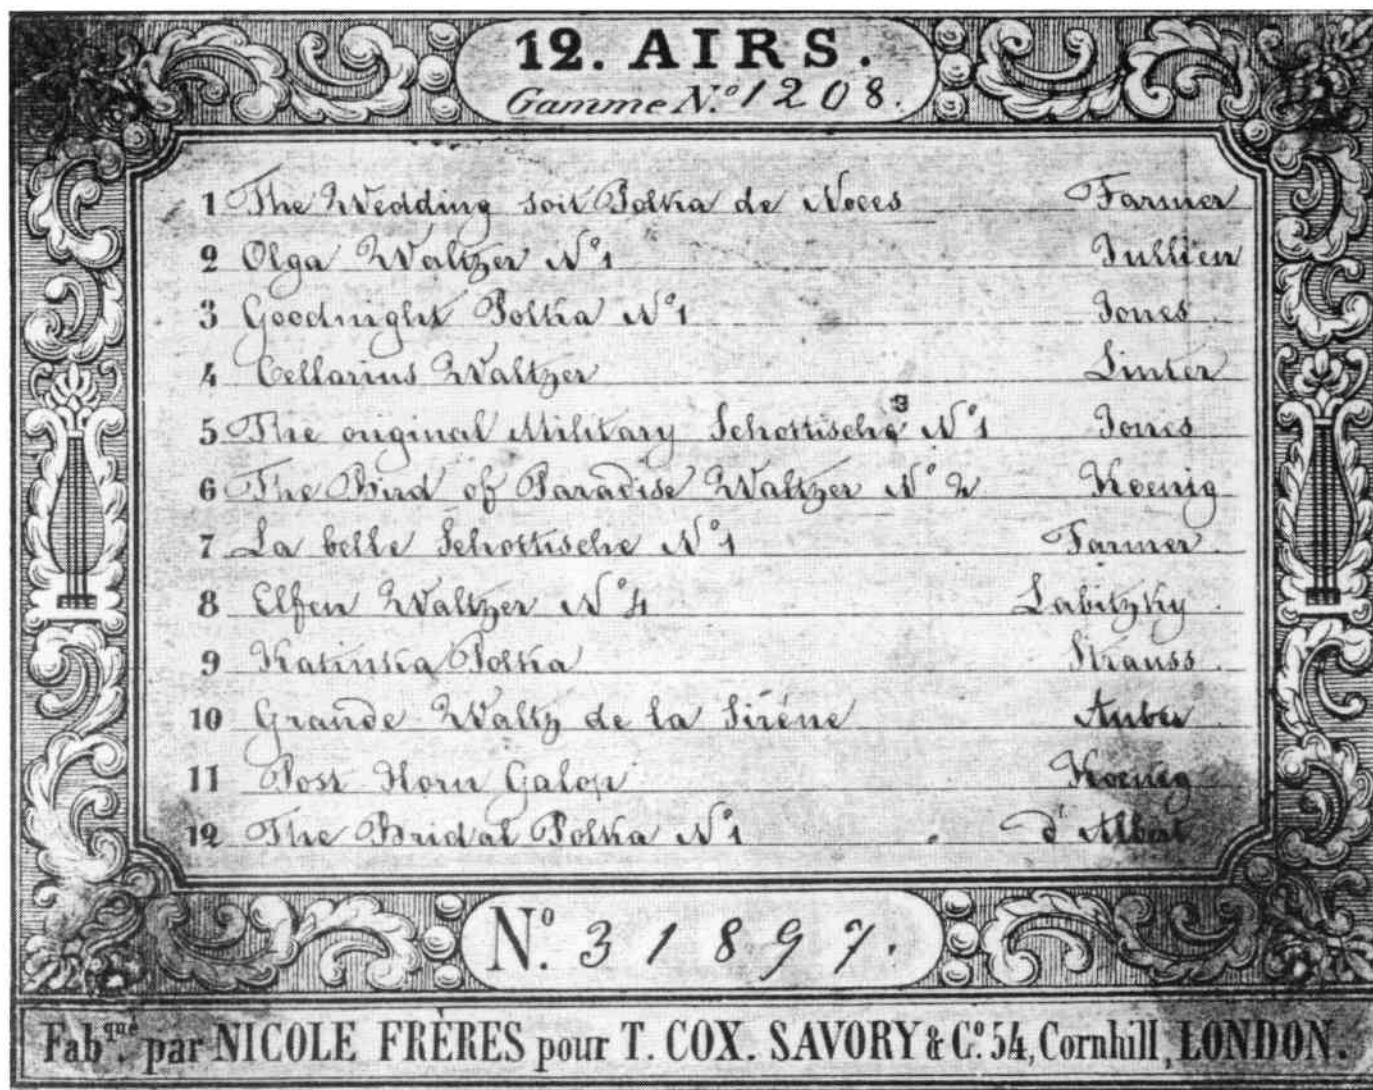 12. AIRS.
Gamme N.º 1208.
1 The Wedding soit Polka de Noces Farmer
2 Olga Waltzer Nº 1 Jullien
3 Goodnight Polka Nº 1 Jones
4 Cellarius Waltzer Linter
5 The original Military Schottische Nº 1 Jones
6 The Bird of Paradise Waltzer Nº 2 Koenig
7 La belle Schottische Nº 1 Farmer
8 Elfen Waltzer Nº 4 Labitzky
9 Katinka Polka Strauss
10 Grande Waltz de la Siréne Auber
11 Post Horn Galop Koenig
12 The Bridal Polka Nº 1 d'Albert
Nº. 31897.
Fabqué. par NICOLE FRÈRES pour T. COX. SAVORY & Cº. 54, Cornhill, LONDON.